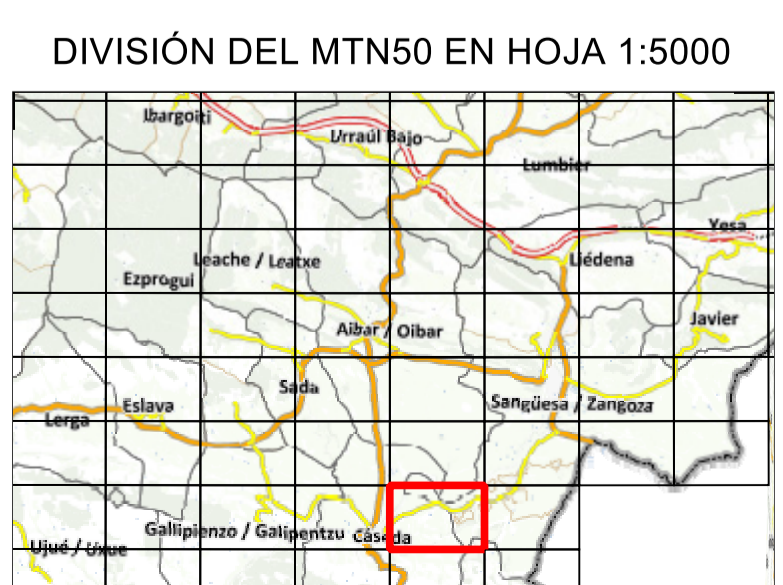 DIVISIÓN DEL MTN50 EN HOJA 1:5000
Ibargoiti
Urraúl Bajo
Lumbier
Yesa
Leache / Leatxe
Liédena
Ezprogui
Javier
Aibar / Oibar
Sada
Eslava
Sangüesa / Zangoza
Lerga
Gallipienzo / Galipentzu
Cáseda
Ujué / Uxue